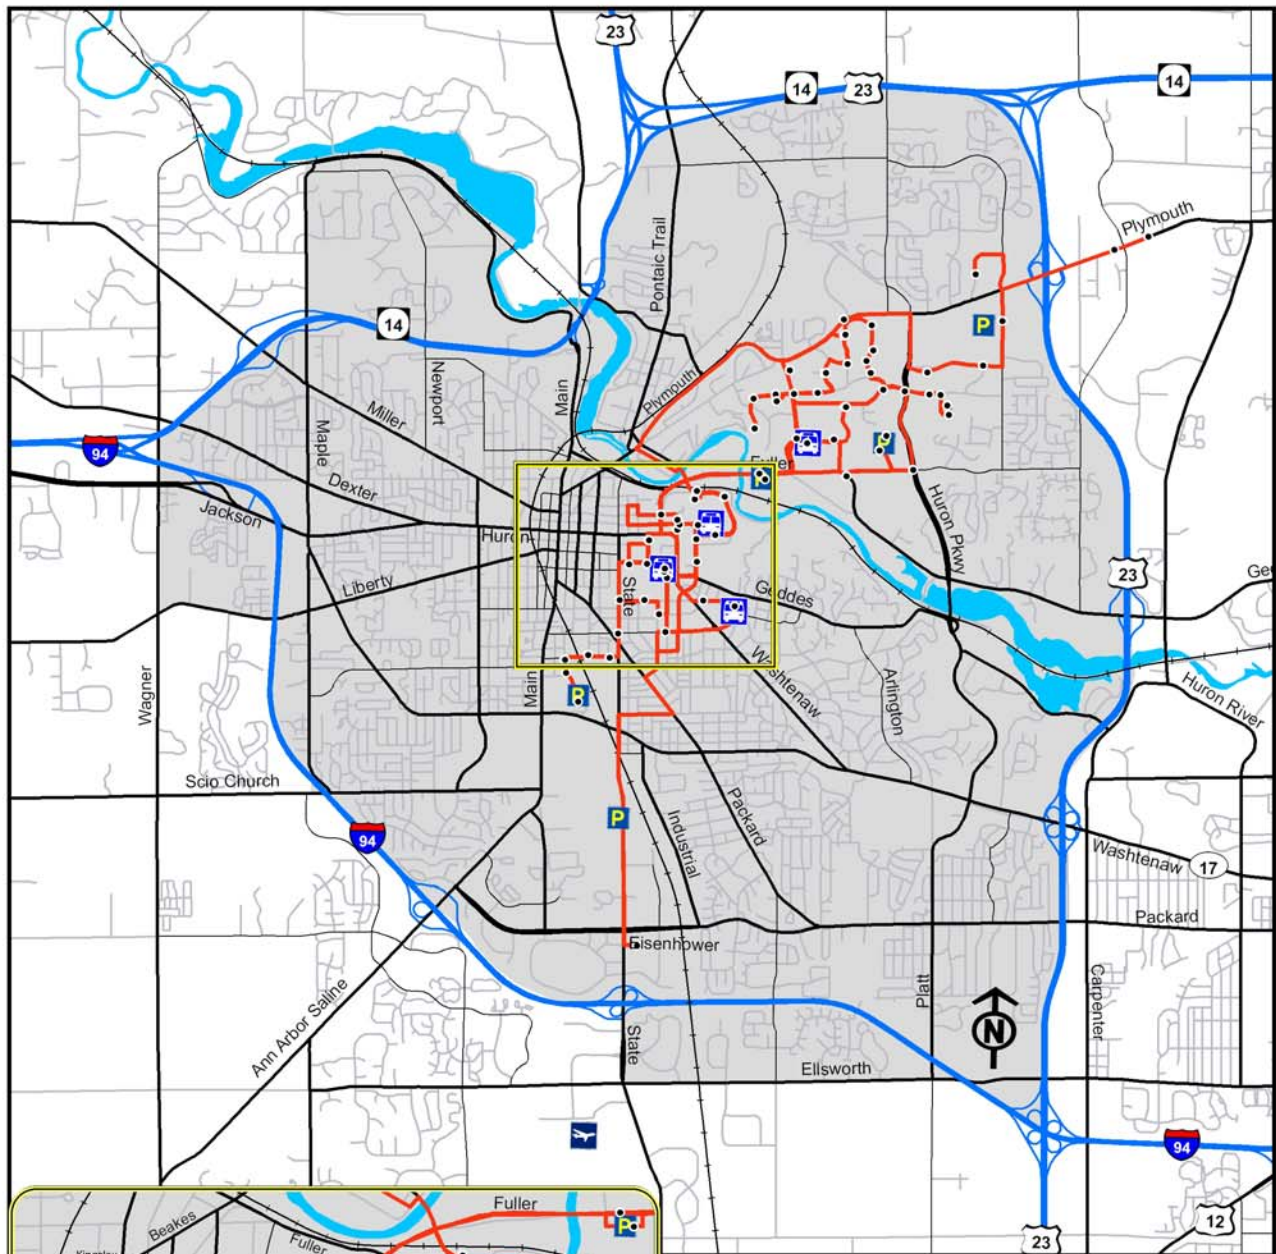 23
14
23
14
Plymouth
Pontaic Trail
P
14
Newport
Main
Plymouth
Miller
94
Maple
Dexter
P
Fuller
P
Jackson
Huron
Huron Pkwy
Liberty
State
Geddes
23
Ge
Wagner
Main
P
Washtenaw
Arlington
Huron River
Scio Church
P
Industrial
Packard
94
Washtenaw
17
Packard
Eisenhower
Ann Arbor Saline
State
Platt
N
Carpenter
Ellsworth
94
12
23
Fuller
P
Beakes
Fuller
Kingsley